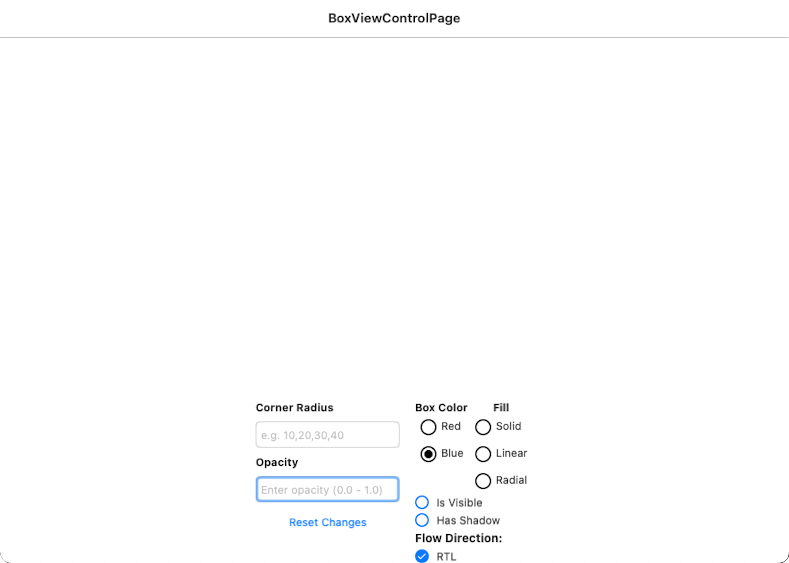 BoxViewControlPage
Corner Radius
e.g. 10,20,30,40
Opacity
Enter opacity (0.0 - 1.0)
Reset Changes
Box Color Fill
Red Solid
Blue Linear
Radial
Is Visible
Has Shadow
Flow Direction:
RTL